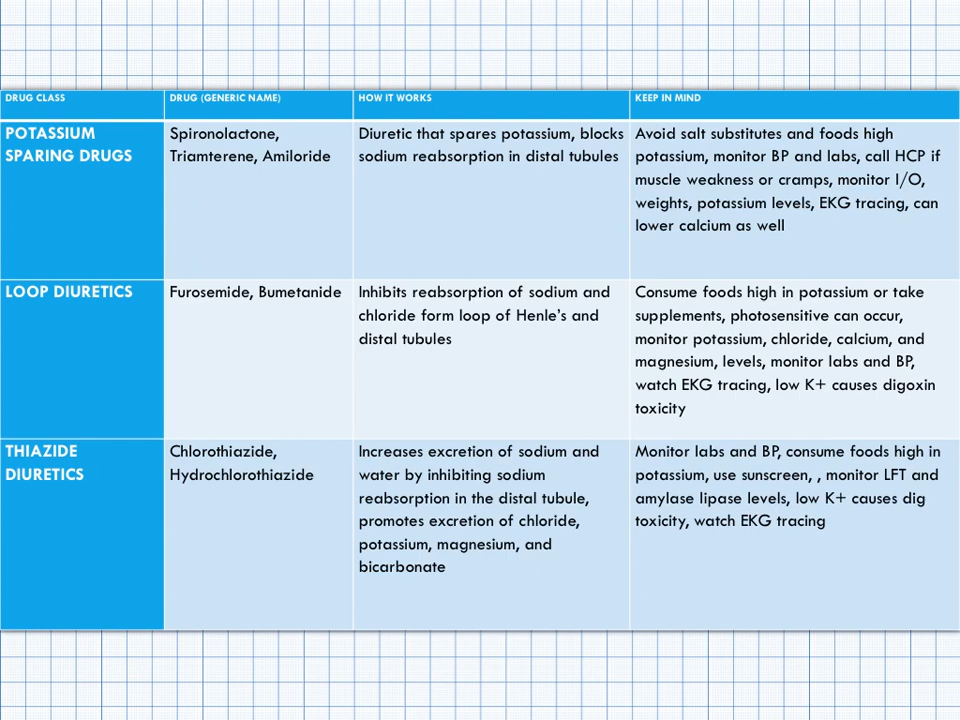 DRUG CLASS
DRUG (GENERIC NAME)
HOW IT WORKS
KEEP IN MIND
POTASSIUM
SPARING DRUGS
Spironolactone,
Triamterene, Amiloride
Diuretic that spares potassium, blocks
sodium reabsorption in distal tubules
Avoid salt substitutes and foods high
potassium, monitor BP and labs, call HCP if
muscle weakness or cramps, monitor I/O,
weights, potassium levels, EKG tracing, can
lower calcium as well
LOOP DIURETICS
Furosemide, Bumetanide
Inhibits reabsorption of sodium and
chloride form loop of Henle's and
distal tubules
Consume foods high in potassium or take
supplements, photosensitive can occur,
monitor potassium, chloride, calcium, and
magnesium, levels, monitor labs and BP,
watch EKG tracing, low K+ causes digoxin
toxicity
THIAZIDE
DIURETICS
Chlorothiazide,
Hydrochlorothiazide
Increases excretion of sodium and
water by inhibiting sodium
reabsorption in the distal tubule,
promotes excretion of chloride,
potassium, magnesium, and
bicarbonate
Monitor labs and BP, consume foods high in
potassium, use sunscreen, , monitor LFT and
amylase lipase levels, low K+ causes dig
toxicity, watch EKG tracing